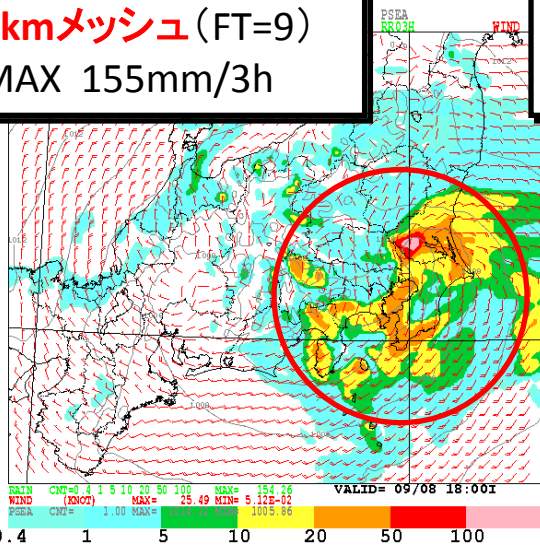 kmメッシュ（FT=9）
MAX 155mm/3h
PSEA
RR03H
WIND
RAIN CNT=0.4 1 5 10 20 50 100 MAX= 154.26
WIND (KNOT) MAX= 25.49 MIN= 5.12E-02
PSEA CNT= 1.00 MIN= 1005.86
VALID= 09/08 18:00I
0.4 1 5 10 20 50 100